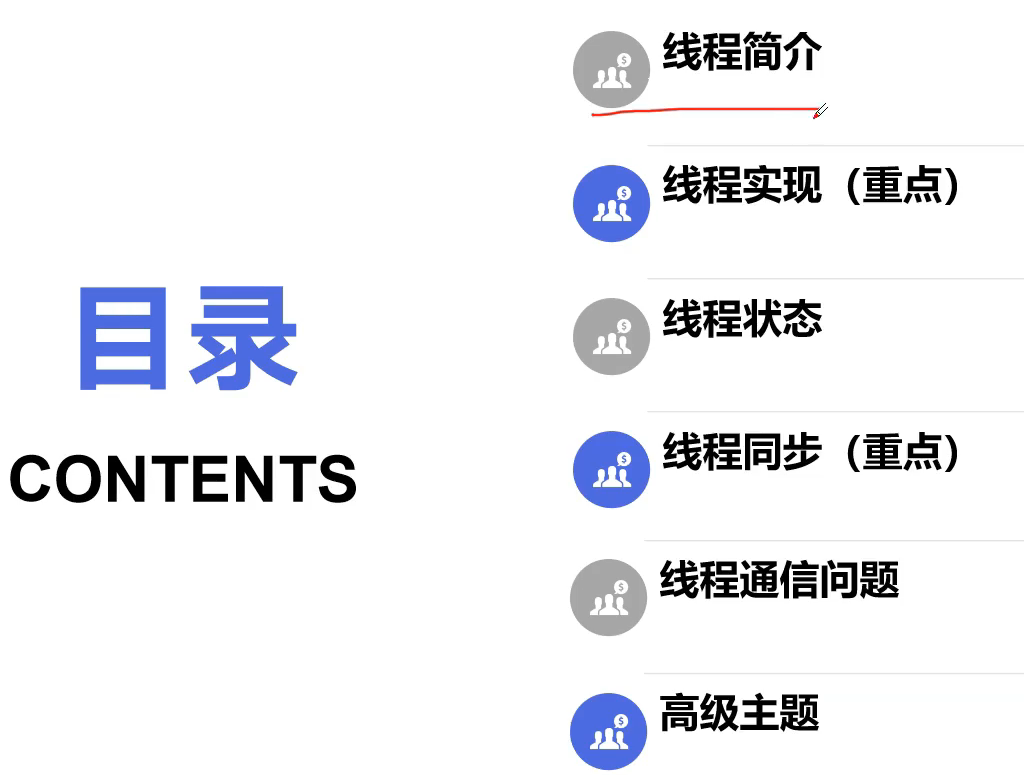 目录
CONTENTS
线程简介
线程实现（重点）
线程状态
线程同步（重点）
线程通信问题
高级主题